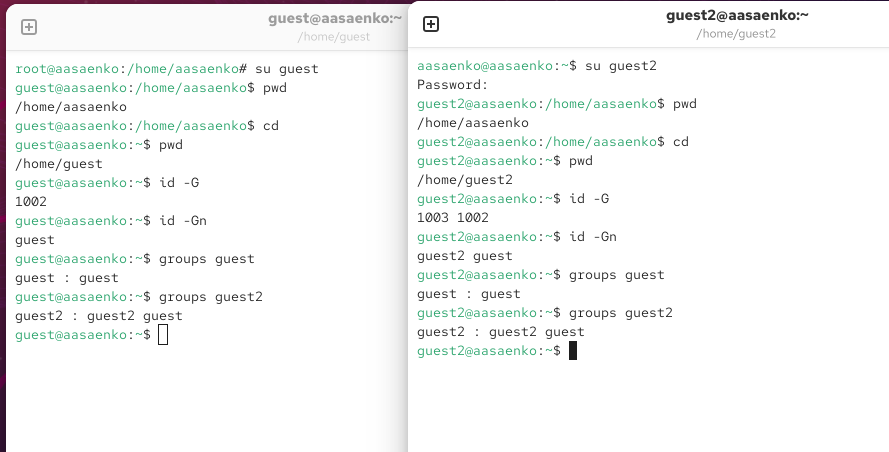 guest@aasaenko:~
/home/guest
root@aasaenko:/home/aasaenko# su guest
guest@aasaenko:/home/aasaenko$ pwd
/home/aasaenko
guest@aasaenko:/home/aasaenko$ cd
guest@aasaenko:~$ pwd
/home/guest
guest@aasaenko:~$ id -G
1002
guest@aasaenko:~$ id -Gn
guest
guest@aasaenko:~$ groups guest
guest : guest
guest@aasaenko:~$ groups guest2
guest2 : guest2 guest
guest@aasaenko:~$
guest2@aasaenko:~
/home/guest2
aasaenko@aasaenko:~$ su guest2
Password:
guest2@aasaenko:/home/aasaenko$ pwd
/home/aasaenko
guest2@aasaenko:/home/aasaenko$ cd
guest2@aasaenko:~$ pwd
/home/guest2
guest2@aasaenko:~$ id -G
1003 1002
guest2@aasaenko:~$ id -Gn
guest2 guest
guest2@aasaenko:~$ groups guest
guest : guest
guest2@aasaenko:~$ groups guest2
guest2 : guest2 guest
guest2@aasaenko:~$